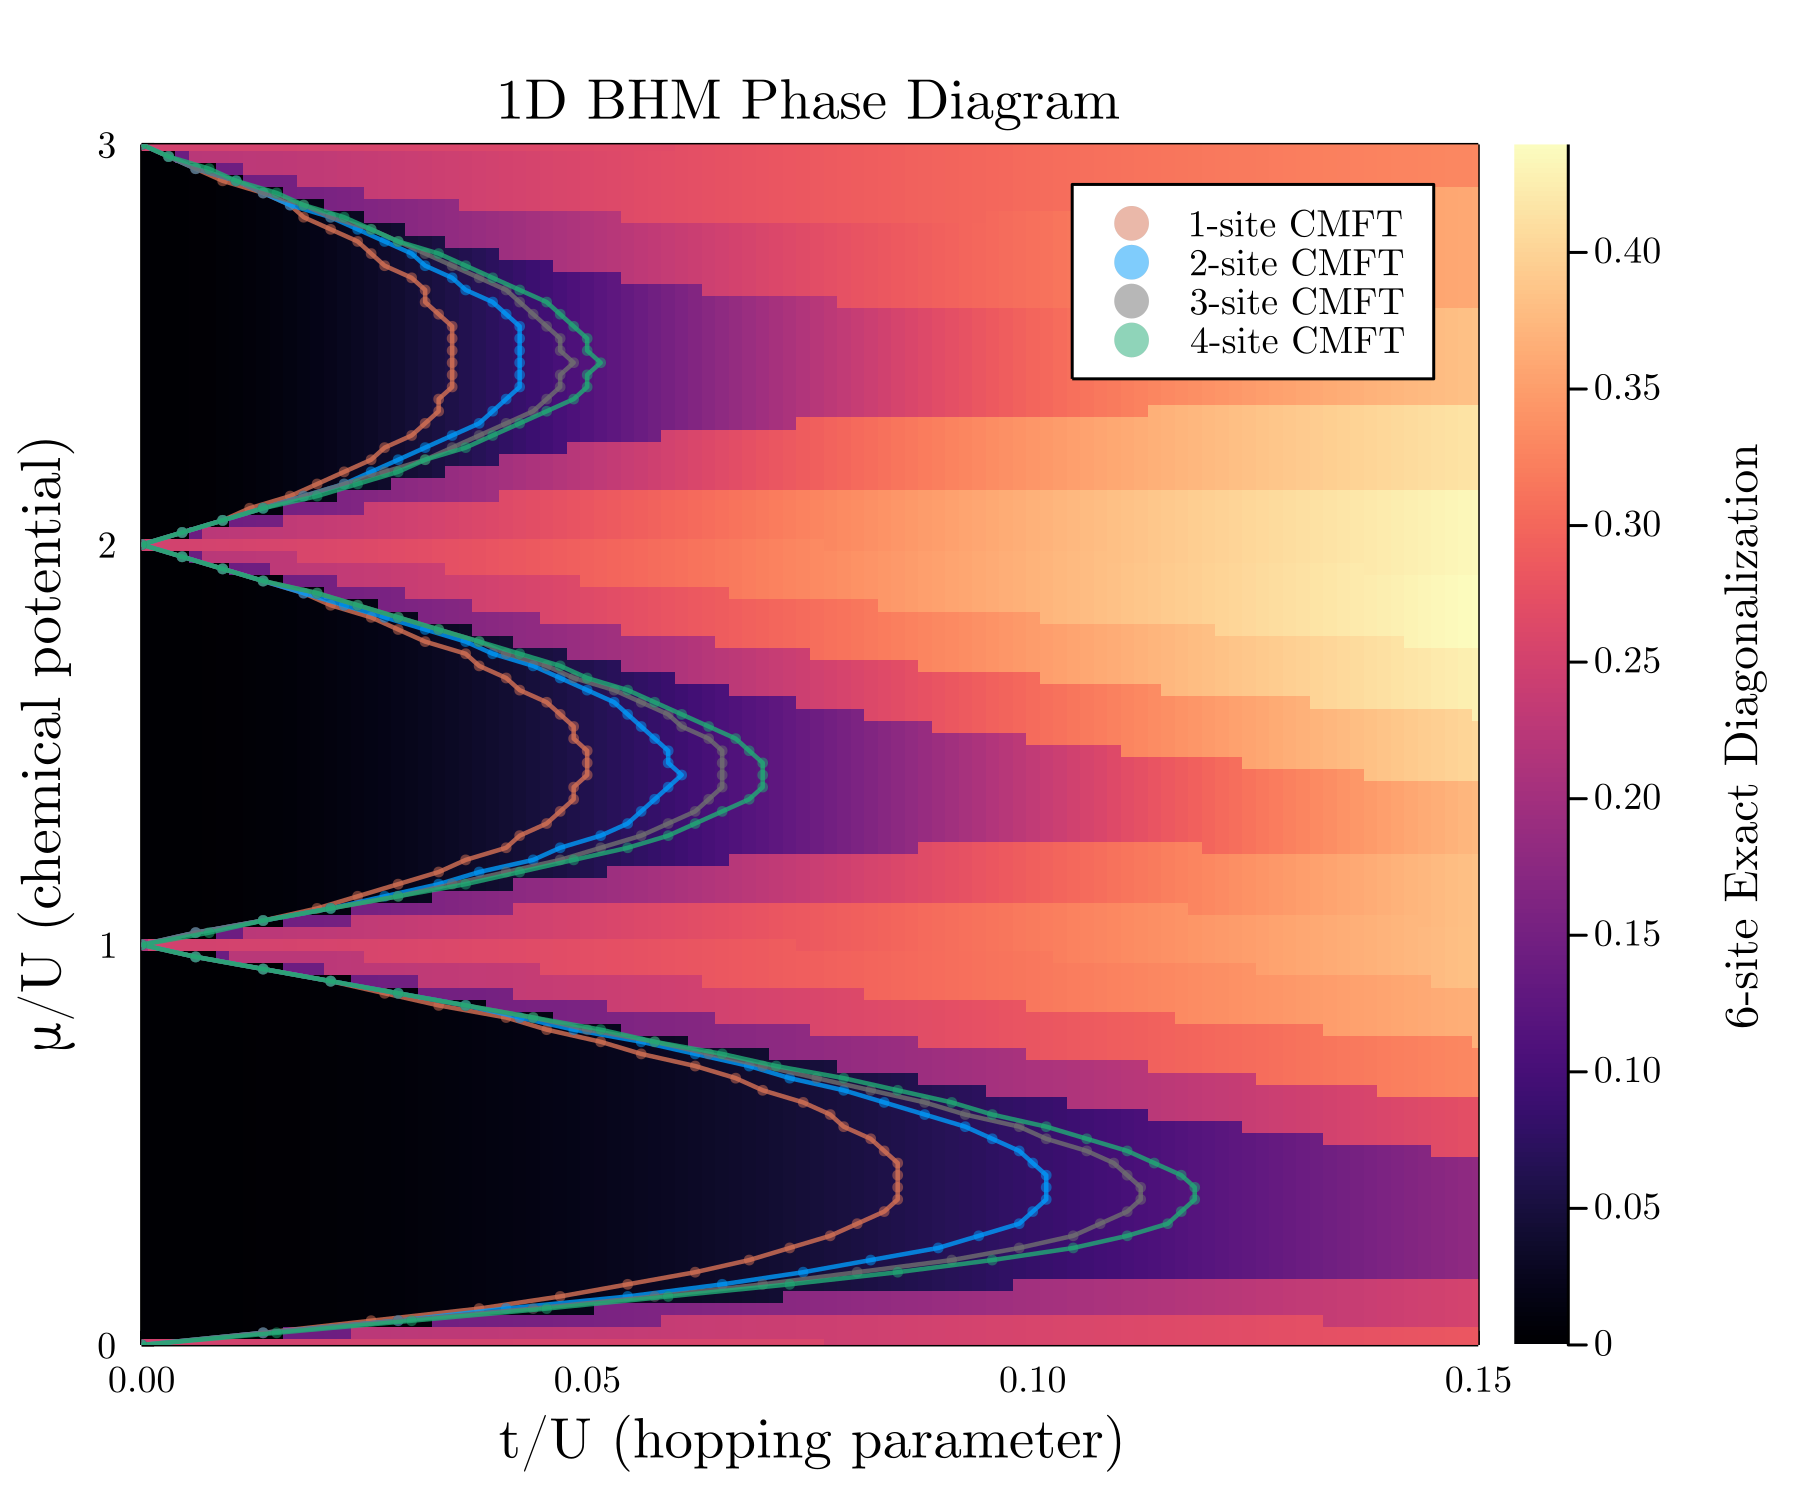 1D BHM Phase Diagram
3
2
1
0
µ/U (chemical potential)
0.00
0.05
0.10
0.15
t/U (hopping parameter)
1-site CMFT
2-site CMFT
3-site CMFT
4-site CMFT
0.40
0.35
0.30
0.25
0.20
0.15
0.10
0.05
0
6-site Exact Diagonalization